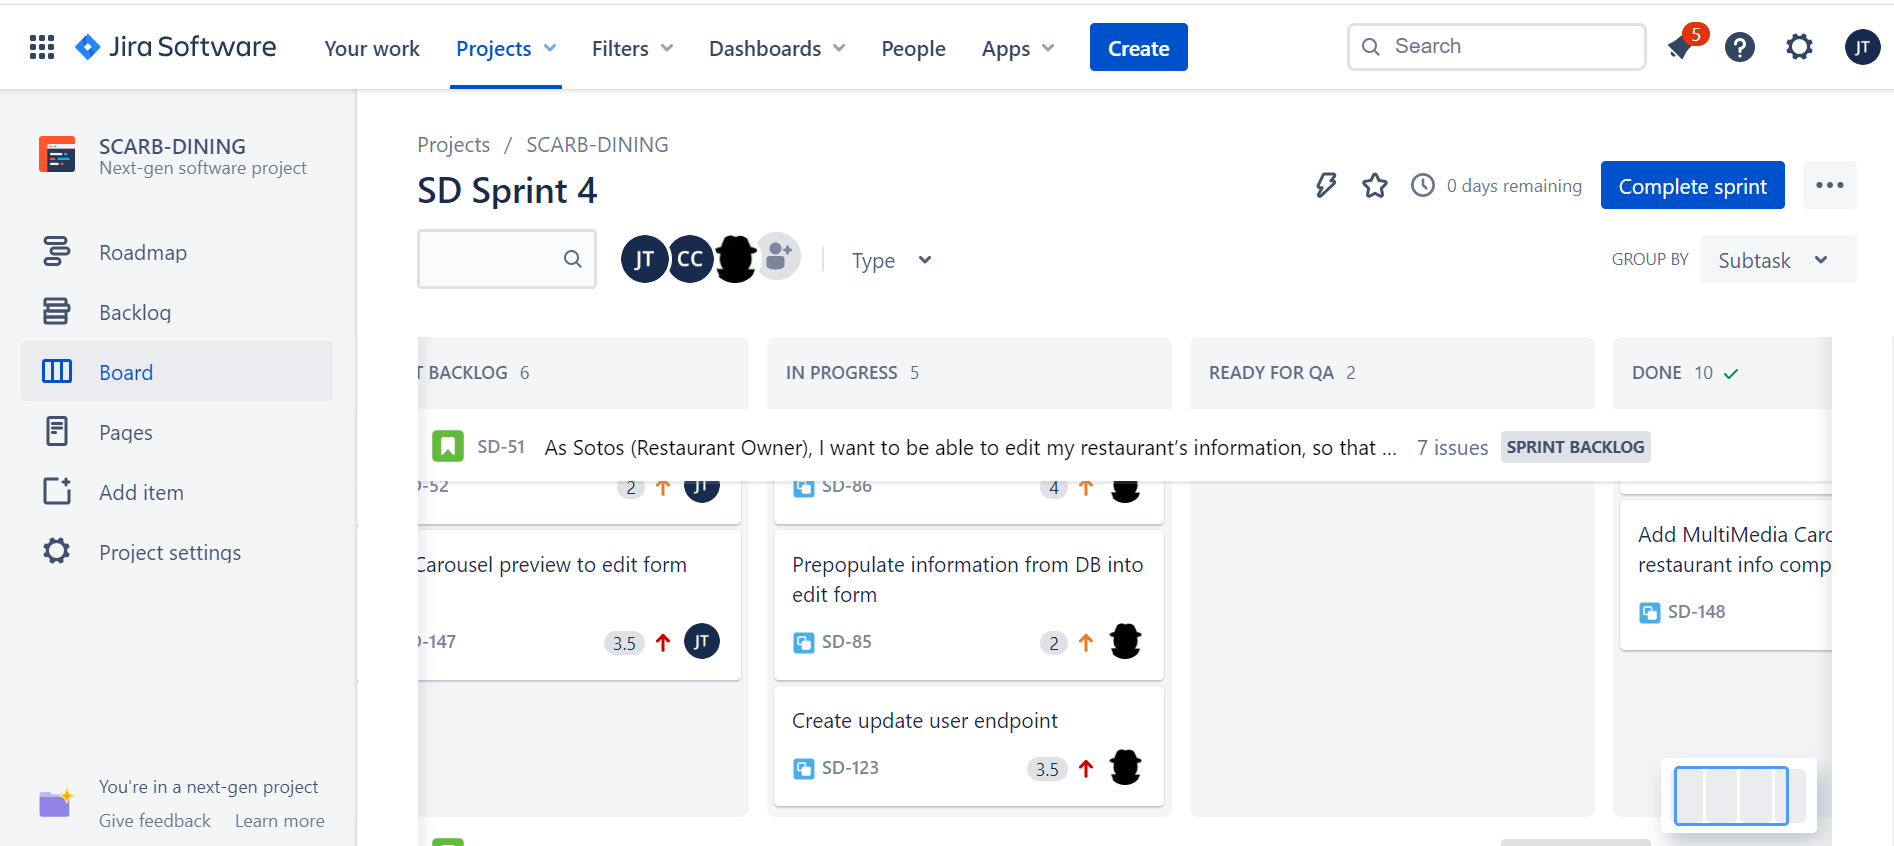 Jira Software
Your work
Projects
Filters
Dashboards
People
Apps
Create
Search
5
JT
SCARB-DINING
Next-gen software project
Roadmap
Backlog
Board
Pages
Add item
Project settings
You're in a next-gen project
Give feedback
Learn more
Projects / SCARB-DINING
SD Sprint 4
0 days remaining
Complete sprint
JT
CC
Type
GROUP BY
Subtask
T BACKLOG 6
IN PROGRESS 5
READY FOR QA 2
DONE 10
SD-51 As Sotos (Restaurant Owner), I want to be able to edit my restaurant’s information, so that ... 7 issues SPRINT BACKLOG
-52
2
JT
Carousel preview to edit form
-147
3.5
JT
SD-86
4
Prepopulate information from DB into
edit form
SD-85
2
Create update user endpoint
SD-123
3.5
Add MultiMedia Caro
restaurant info comp
SD-148